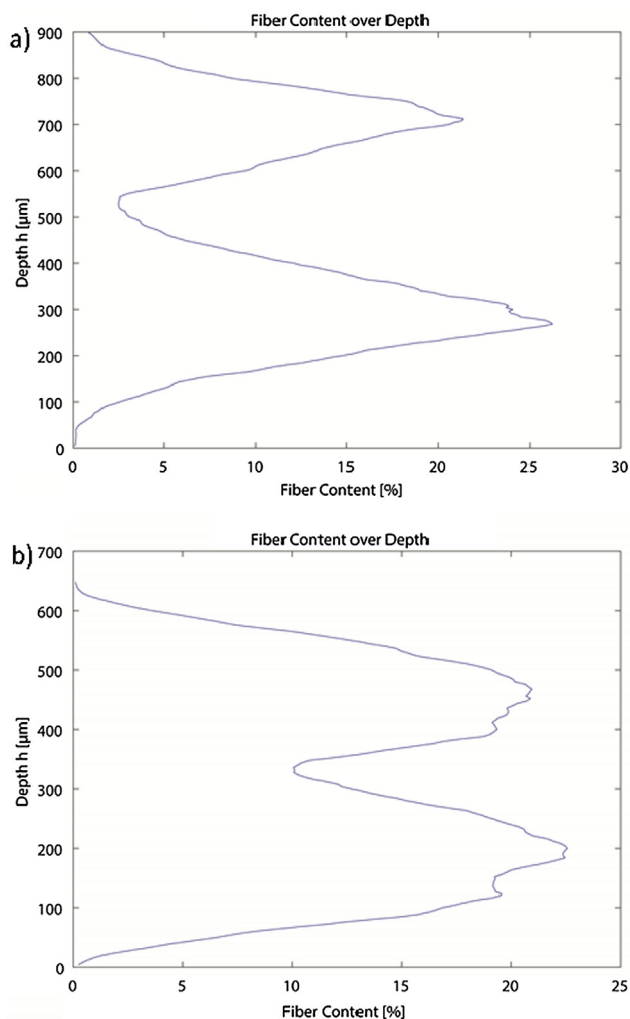 a)
Fiber Content over Depth
900
800
700
600
500
400
300
200
100
0
Depth h [µm]
0 5 10 15 20 25 30
Fiber Content [%]
b)
Fiber Content over Depth
700
600
500
400
300
200
100
0
Depth h [µm]
0 5 10 15 20 25
Fiber Content [%]